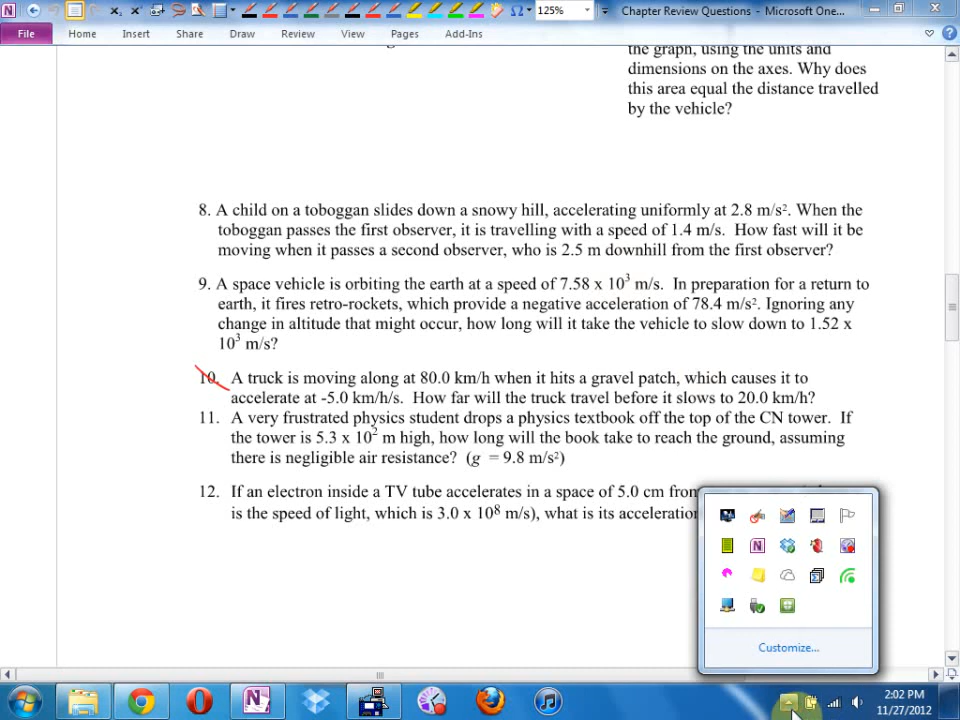 125%
Chapter Review Questions - Microsoft One...
File Home Insert Share Draw Review View Pages Add-Ins
the graph, using the units and
dimensions on the axes. Why does
this area equal the distance travelled
by the vehicle?
8. A child on a toboggan slides down a snowy hill, accelerating uniformly at 2.8 m/s². When the
toboggan passes the first observer, it is travelling with a speed of 1.4 m/s. How fast will it be
moving when it passes a second observer, who is 2.5 m downhill from the first observer?
9. A space vehicle is orbiting the earth at a speed of 7.58 x 10³ m/s. In preparation for a return to
earth, it fires retro-rockets, which provide a negative acceleration of 78.4 m/s². Ignoring any
change in altitude that might occur, how long will it take the vehicle to slow down to 1.52 x
10³ m/s?
10. A truck is moving along at 80.0 km/h when it hits a gravel patch, which causes it to
accelerate at -5.0 km/h/s. How far will the truck travel before it slows to 20.0 km/h?
11. A very frustrated physics student drops a physics textbook off the top of the CN tower. If
the tower is 5.3 x 10² m high, how long will the book take to reach the ground, assuming
there is negligible air resistance? (g = 9.8 m/s²)
12. If an electron inside a TV tube accelerates in a space of 5.0 cm from
is the speed of light, which is 3.0 x 10⁸ m/s), what is its acceleration
Customize...
2:02 PM
11/27/2012